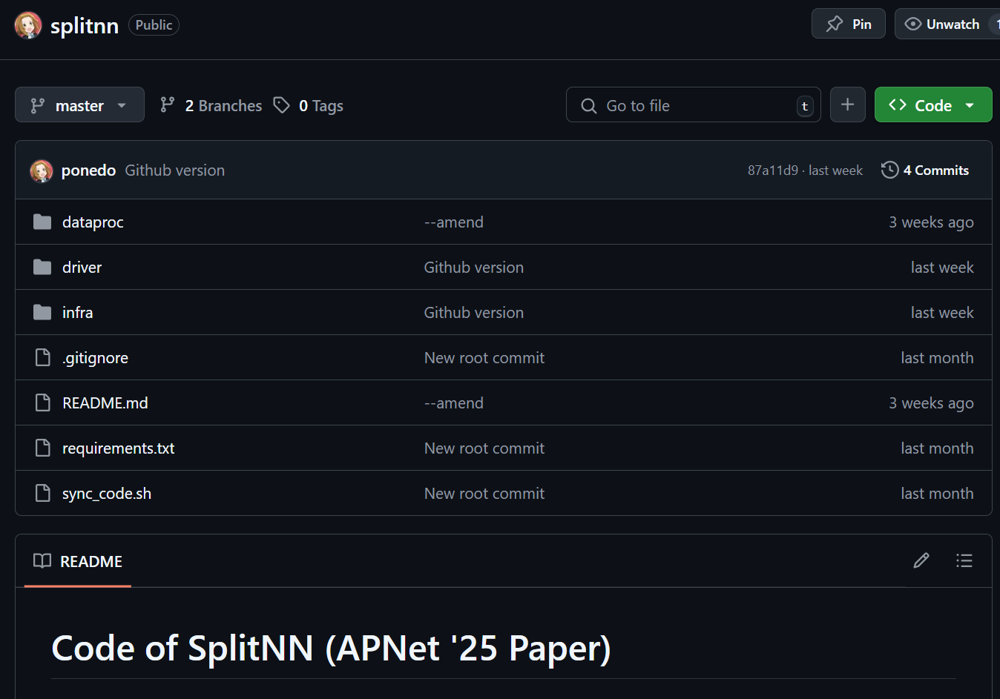 splitnn Public Pin Unwatch 1
master 2 Branches 0 Tags Go to file t + Code
ponedo Github version 87a11d9 · last week 4 Commits
dataproc --amend 3 weeks ago
driver Github version last week
infra Github version last week
.gitignore New root commit last month
README.md --amend 3 weeks ago
requirements.txt New root commit last month
sync_code.sh New root commit last month
README
Code of SplitNN (APNet '25 Paper)